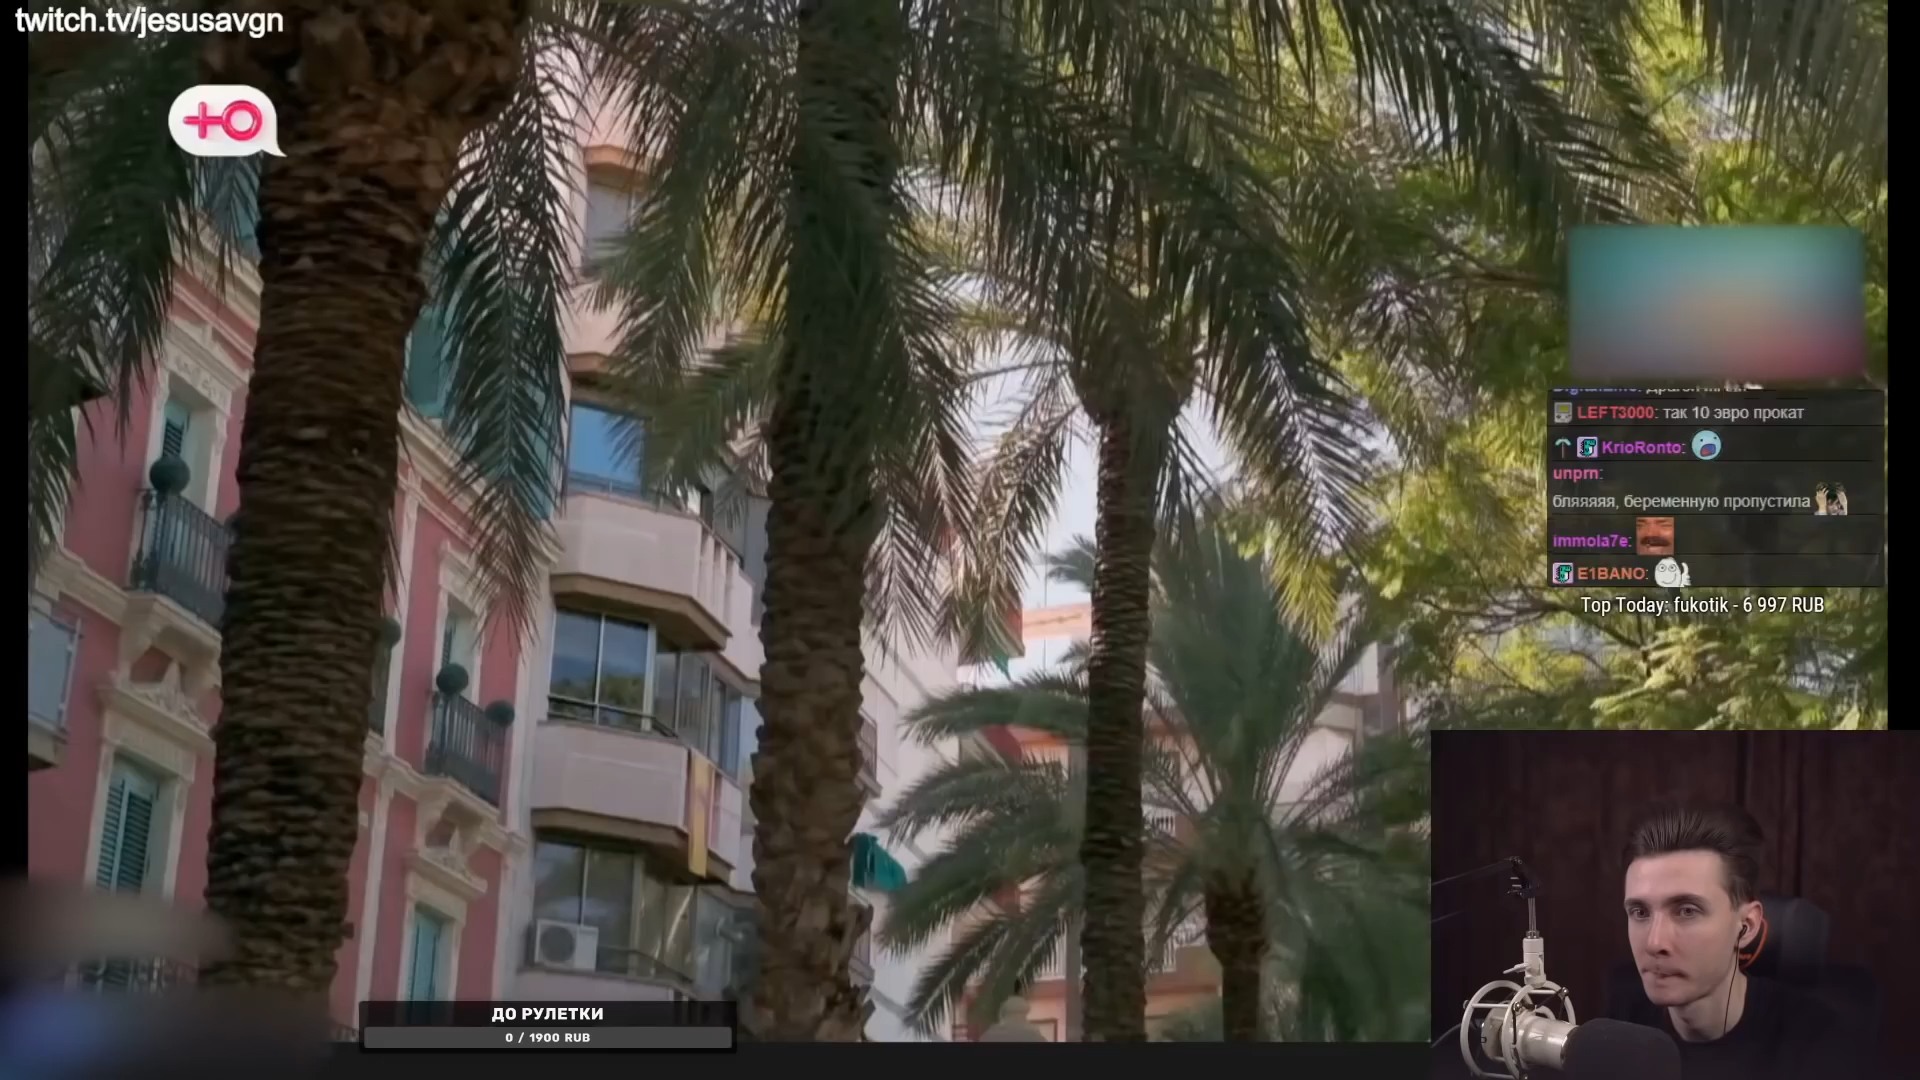 twitch.tv/jesusavgn
Ю
LEFT3000: так 10 эвро прокат
KrioRonto:
unprn:
бляяяяя, беременную пропустила
immola7e:
E1BANO:
Top Today: fukotik - 6 997 RUB
ДО РУЛЕТКИ
0 / 1900 RUB